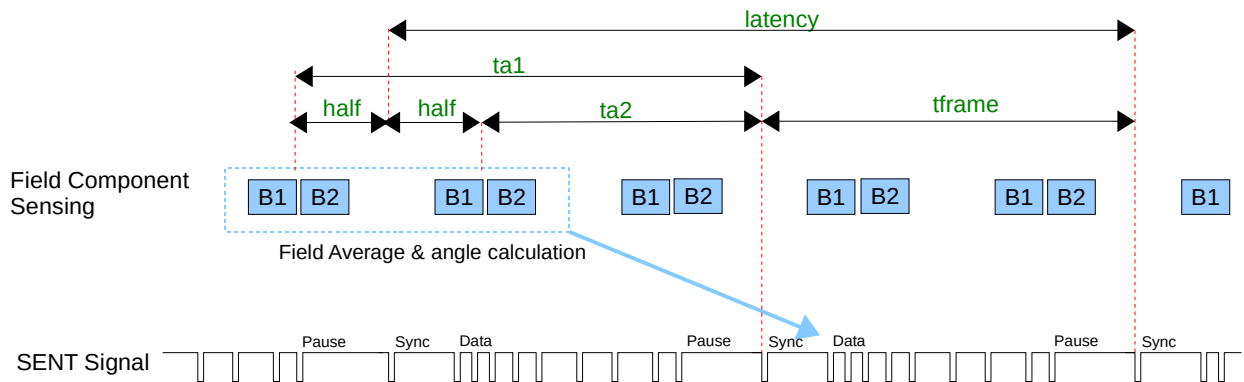 latency
ta1
half half ta2 tframe
Field Component
Sensing
B1 B2 B1 B2 B1 B2 B1 B2 B1 B2 B1
Field Average & angle calculation
Pause Sync Data Pause Sync Data Pause Sync
SENT Signal